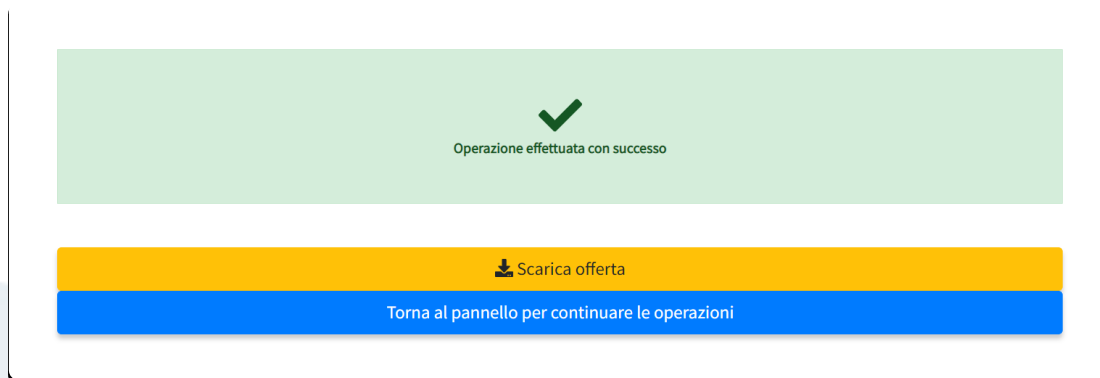 Operazione effettuata con successo
Scarica offerta
Torna al pannello per continuare le operazioni